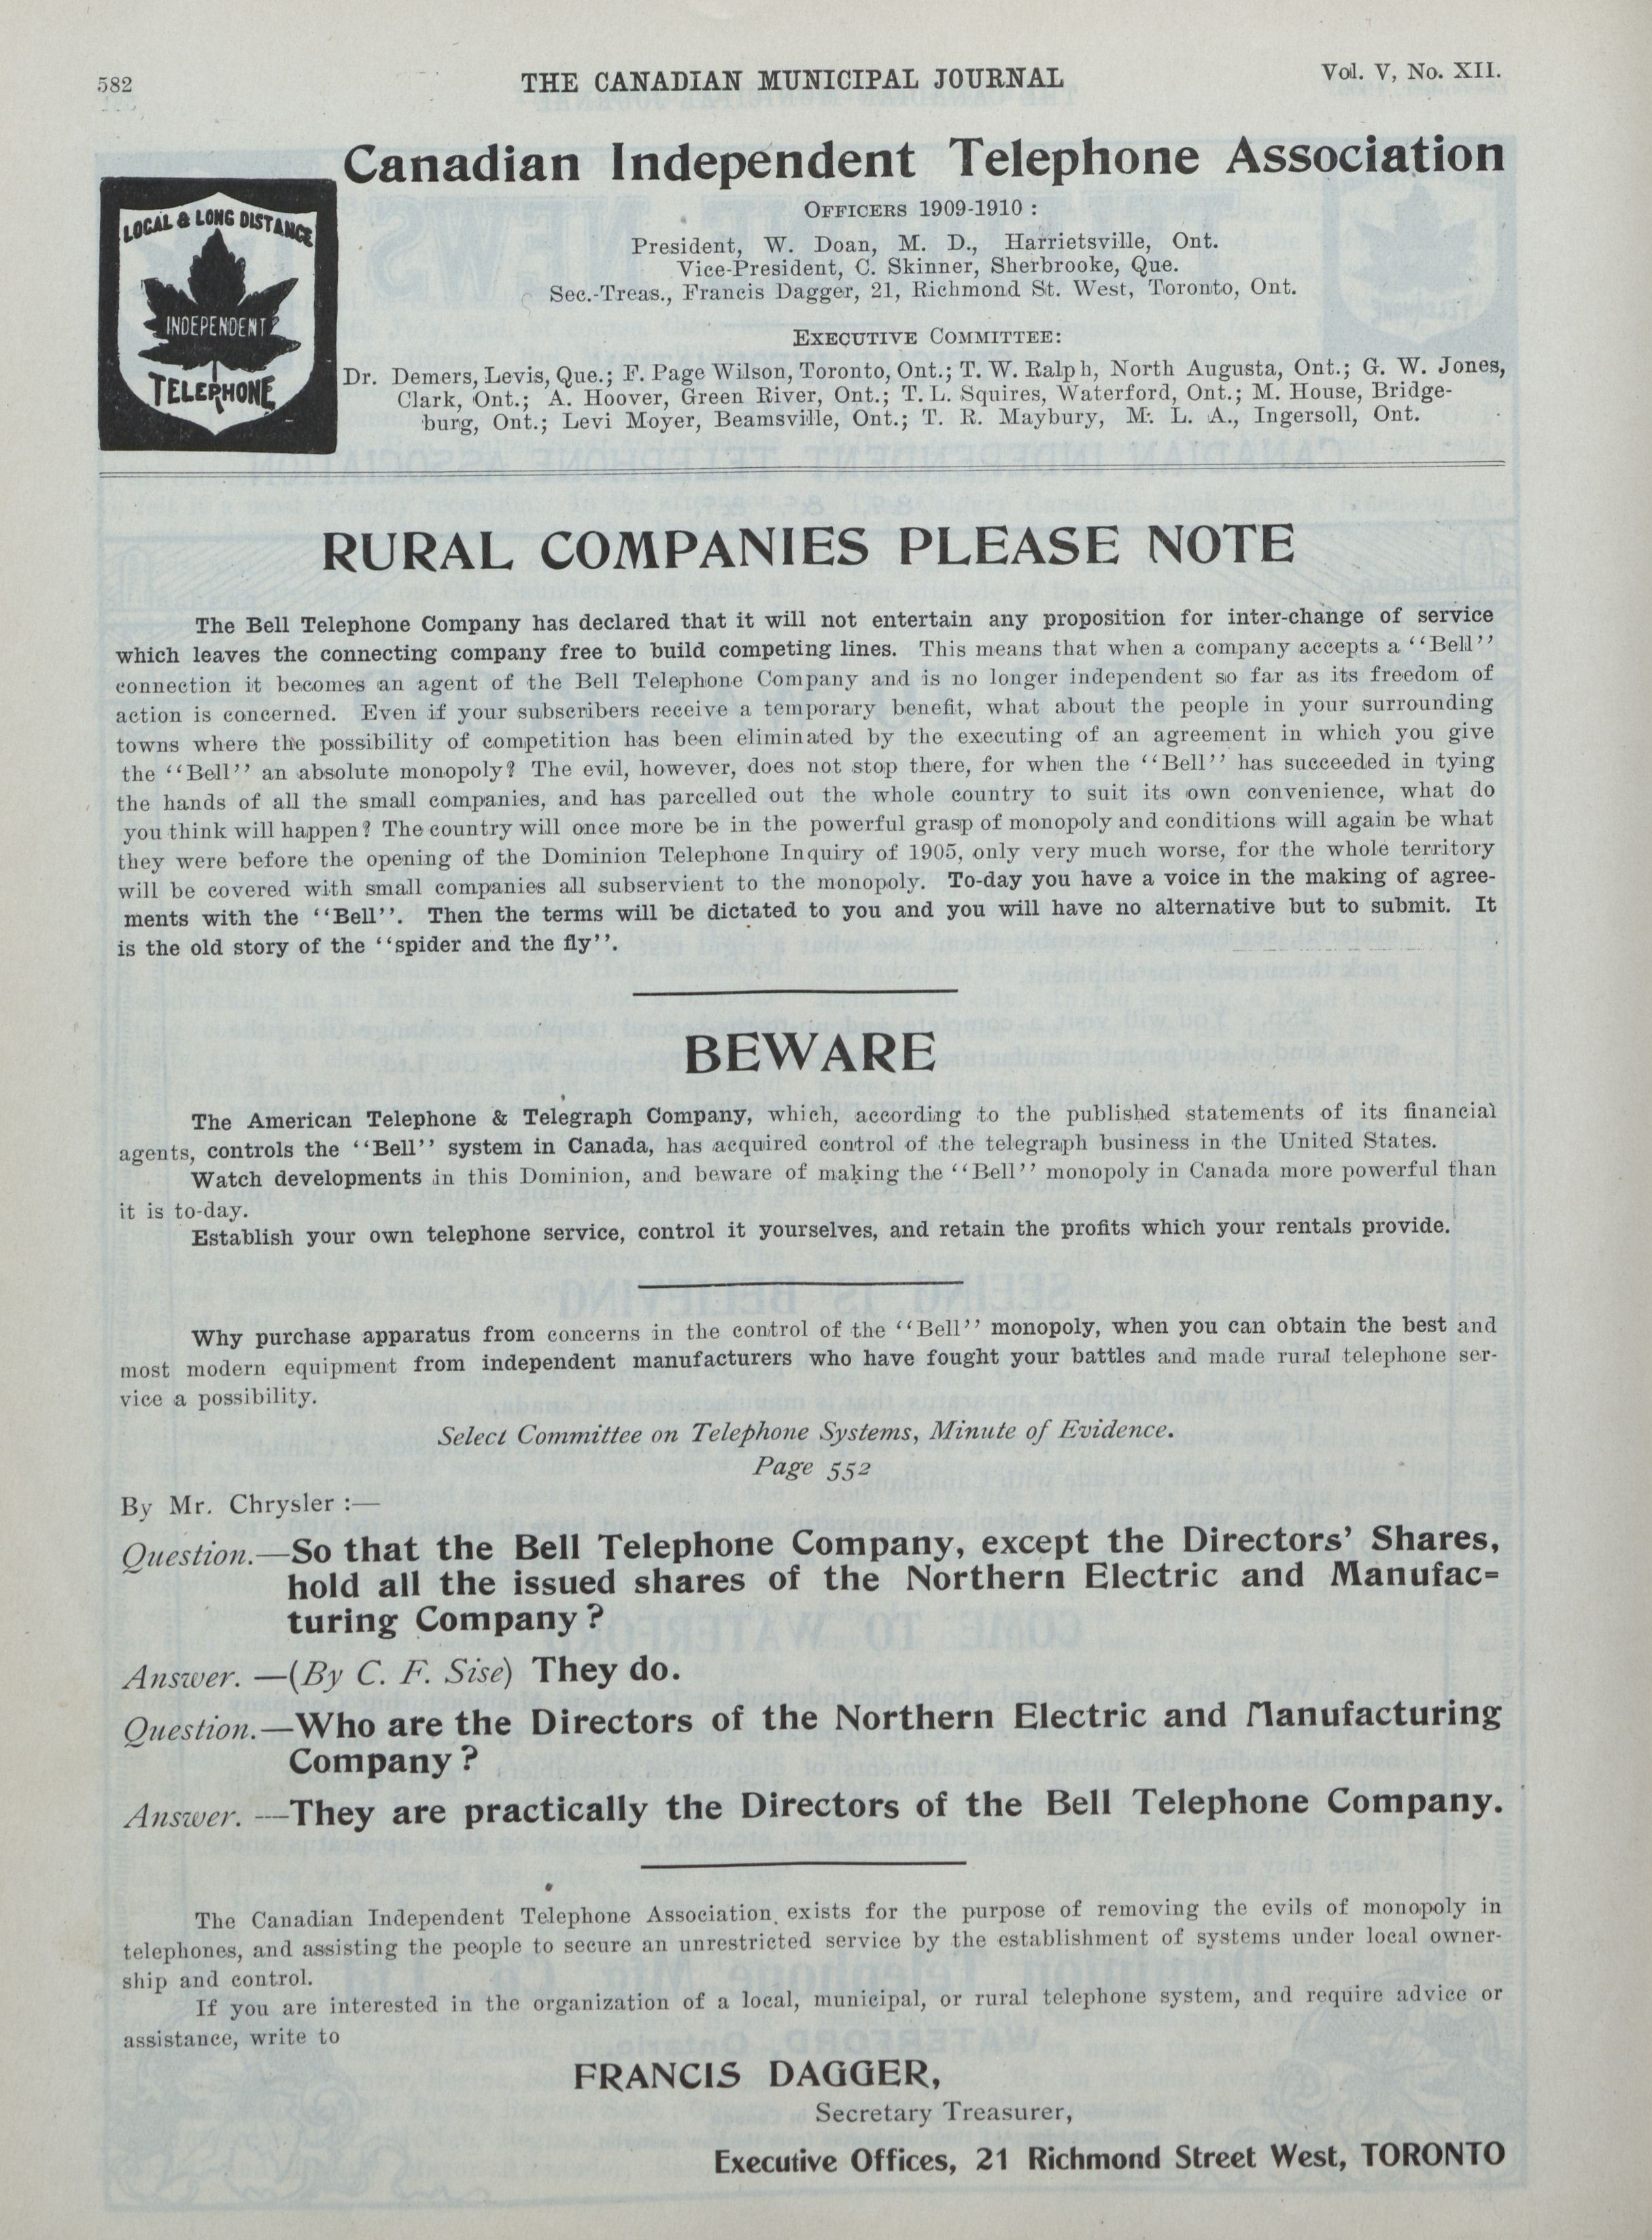 582
THE CANADIAN MUNICIPAL JOURNAL
Vol. V, No. XII.
Canadian Independent Telephone Association
LOCAL & LONG DISTANCE
INDEPENDENT
TELEPHONE
OFFICERS 1909-1910 :
President, W. Doan, M. D., Harrietsville, Ont.
Vice-President, C. Skinner, Sherbrooke, Que.
Sec.-Treas., Francis Dagger, 21, Richmond St. West, Toronto, Ont.
EXECUTIVE COMMITTEE:
Dr. Demers, Levis, Que.; F. Page Wilson, Toronto, Ont.; T. W. Ralph, North Augusta, Ont.; G. W. Jones,
Clark, Ont.; A. Hoover, Green River, Ont.; T. L. Squires, Waterford, Ont.; M. House, Bridge-
burg, Ont.; Levi Moyer, Beamsville, Ont.; T. R. Maybury, M. L. A., Ingersoll, Ont.
RURAL COMPANIES PLEASE NOTE
The Bell Telephone Company has declared that it will not entertain any proposition for inter-change of service
which leaves the connecting company free to build competing lines. This means that when a company accepts a ‘‘Bell’’
connection it becomes an agent of the Bell Telephone Company and is no longer independent so far as its freedom of
action is concerned. Even if your subscribers receive a temporary benefit, what about the people in your surrounding
towns where the possibility of competition has been eliminated by the executing of an agreement in which you give
the ‘‘Bell’’ an absolute monopoly? The evil, however, does not stop there, for when the ‘‘Bell’’ has succeeded in tying
the hands of all the small companies, and has parcelled out the whole country to suit its own convenience, what do
you think will happen? The country will once more be in the powerful grasp of monopoly and conditions will again be what
they were before the opening of the Dominion Telephone Inquiry of 1905, only very much worse, for the whole territory
will be covered with small companies all subservient to the monopoly. To-day you have a voice in the making of agree-
ments with the ‘‘Bell’’. Then the terms will be dictated to you and you will have no alternative but to submit. It
is the old story of the ‘‘spider and the fly’’.
BEWARE
The American Telephone & Telegraph Company, which, according to the published statements of its financial
agents, controls the ‘‘Bell’’ system in Canada, has acquired control of the telegraph business in the United States.
Watch developments in this Dominion, and beware of making the ‘‘Bell’’ monopoly in Canada more powerful than
it is to-day.
Establish your own telephone service, control it yourselves, and retain the profits which your rentals provide.
Why purchase apparatus from concerns in the control of the ‘‘Bell’’ monopoly, when you can obtain the best and
most modern equipment from independent manufacturers who have fought your battles and made rural telephone ser-
vice a possibility.
Select Committee on Telephone Systems, Minute of Evidence.
Page 552
By Mr. Chrysler :—
Question.—So that the Bell Telephone Company, except the Directors’ Shares,
hold all the issued shares of the Northern Electric and Manufac-
turing Company?
Answer. —(By C. F. Sise) They do.
Question.—Who are the Directors of the Northern Electric and Manufacturing
Company?
Answer. —They are practically the Directors of the Bell Telephone Company.
The Canadian Independent Telephone Association exists for the purpose of removing the evils of monopoly in
telephones, and assisting the people to secure an unrestricted service by the establishment of systems under local owner-
ship and control.
If you are interested in the organization of a local, municipal, or rural telephone system, and require advice or
assistance, write to
FRANCIS DAGGER,
Secretary Treasurer,
Executive Offices, 21 Richmond Street West, TORONTO